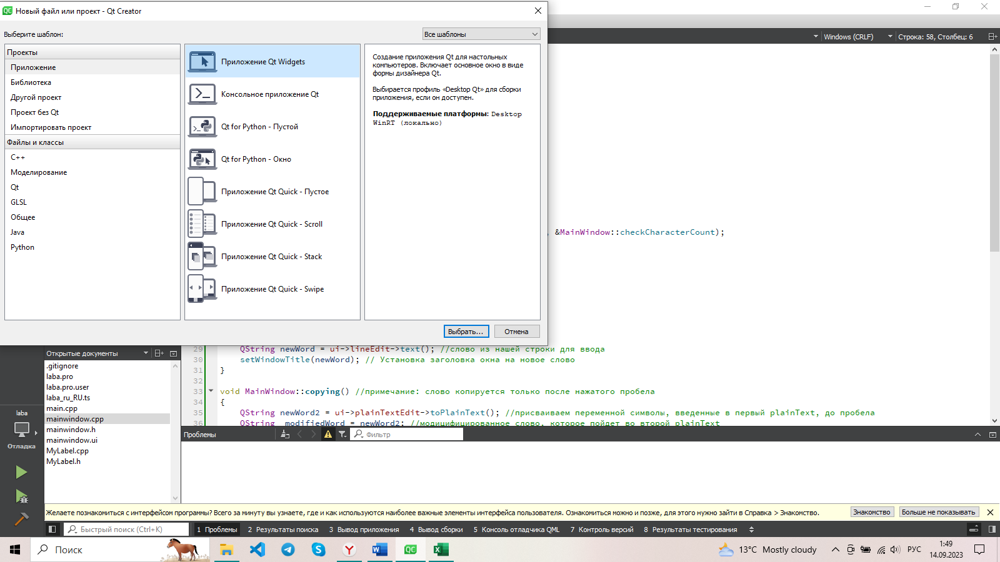 Новый файл или проект - Qt Creator
Выберите шаблон:
Все шаблоны
Проекты
Приложение
Библиотека
Другой проект
Проект без Qt
Импортировать проект
Файлы и классы
C++
Моделирование
Qt
GLSL
Общее
Java
Python
Приложение Qt Widgets
Консольное приложение Qt
Qt for Python - Пустой
Qt for Python - Окно
Приложение Qt Quick - Пустое
Приложение Qt Quick - Scroll
Приложение Qt Quick - Stack
Приложение Qt Quick - Swipe
Создание приложения Qt для настольных
компьютеров. Включает основное окно в виде
формы дизайнера Qt.
Выбирается профиль «Desktop Qt» для сборки
приложения, если он доступен.
Поддерживаемые платформы: Desktop
WinRT (локально)
Выбрать...
Отмена
Windows (CRLF)
Строка: 58, Столбец: 6
, &MainWindow::checkCharacterCount);
29 QString newWord = ui->lineEdit->text(); //слово из нашей строки для ввода
30 setWindowTitle(newWord); // Установка заголовка окна на новое слово
31 }
32
33 void MainWindow::copying() //примечание: слово копируется только после нажатого пробела
34 {
35 QString newWord2 = ui->plainTextEdit->toPlainText(); //присваиваем переменной символы, введенные в первый plainText, до пробела
36 QString modifiedWord = newWord2; //модицифицированное слово, которое пойдет во второй plainText
Открытые документы
.gitignore
laba.pro
laba.pro.user
laba_ru_RU.ts
main.cpp
mainwindow.cpp
mainwindow.h
mainwindow.ui
MyLabel.cpp
MyLabel.h
laba
Отладка
Проблемы
Фильтр
Желаете познакомиться с интерфейсом программы? Всего за минуту вы узнаете, где и как используются наиболее важные элементы интерфейса пользователя. Ознакомиться можно и позже, для этого нужно зайти в Справка > Знакомство.
Знакомство
Больше не показывать
Быстрый поиск (Ctrl+K)
1 Проблемы
2 Результаты поиска
3 Вывод приложения
4 Вывод сборки
5 Консоль отладчика QML
7 Контроль версий
8 Результаты тестирования
Поиск
13°C Mostly cloudy
РУС
1:49
14.09.2023